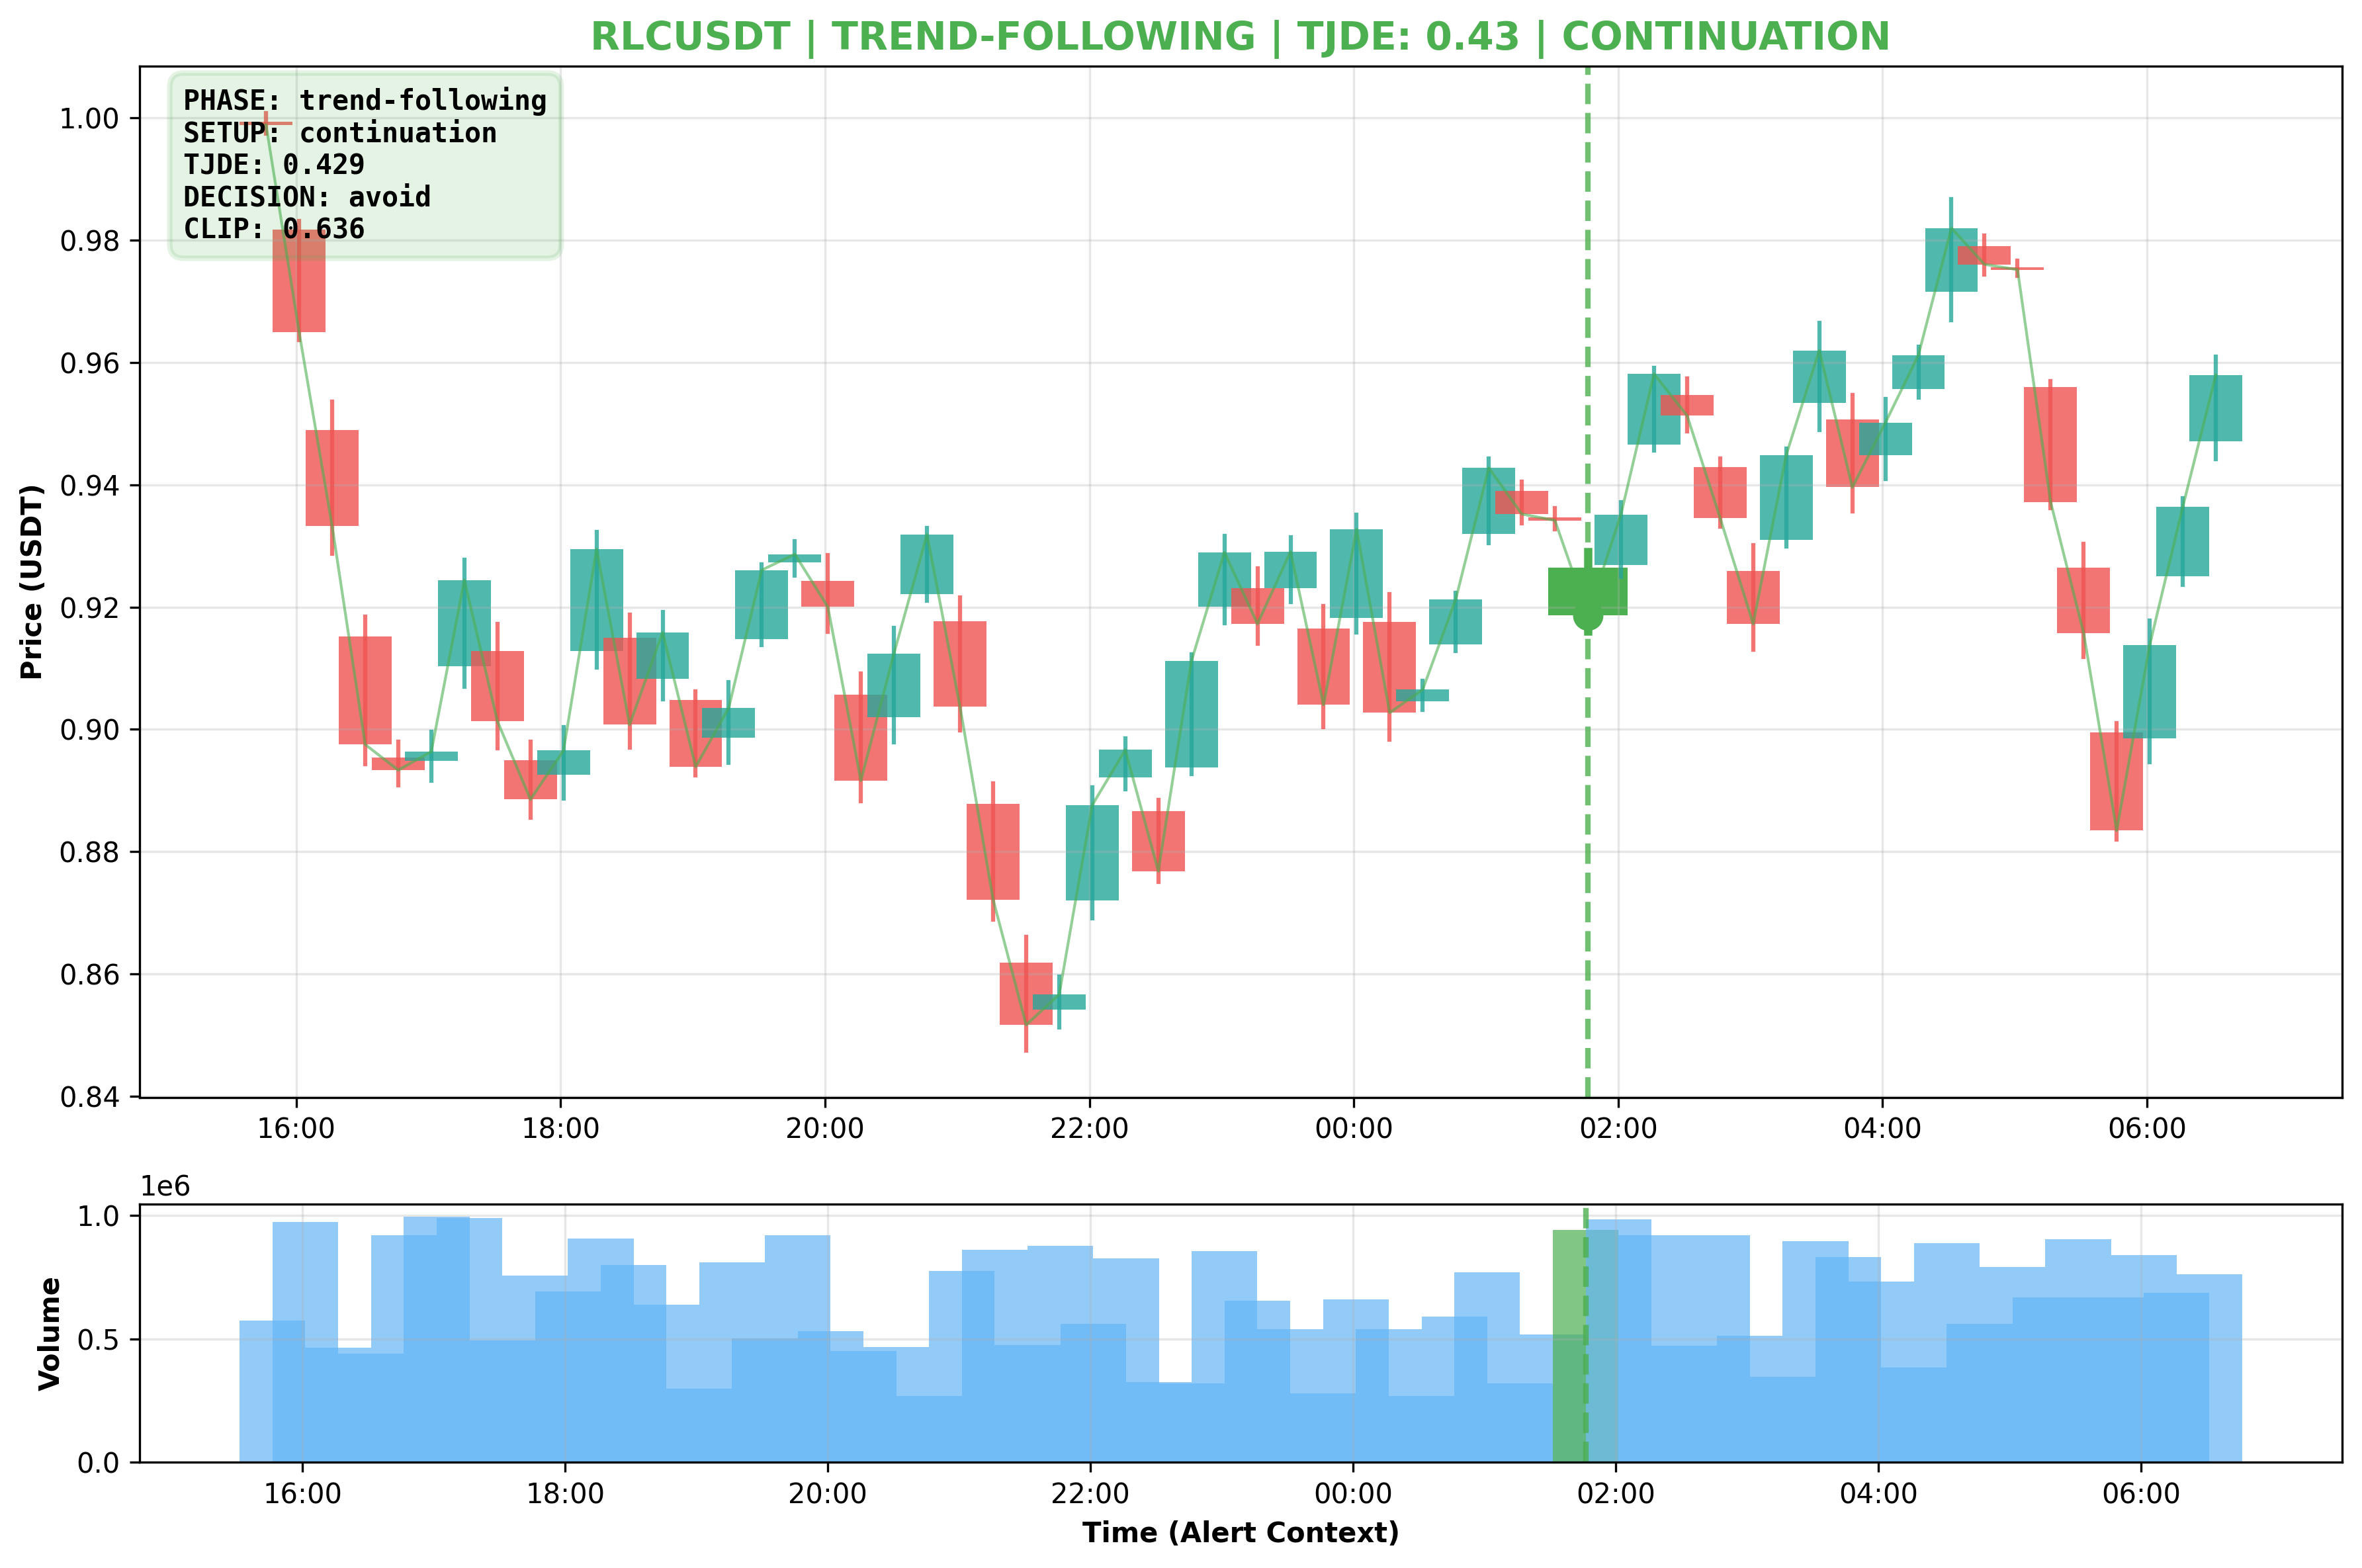 RLCUSDT | TREND-FOLLOWING | TJDE: 0.43 | CONTINUATION
PHASE: trend-following
SETUP: continuation
TJDE: 0.429
DECISION: avoid
CLIP: 0.636
Price (USDT)
1.00
0.98
0.96
0.94
0.92
0.90
0.88
0.86
0.84
16:00 18:00 20:00 22:00 00:00 02:00 04:00 06:00
1e6
Volume
1.0
0.5
0.0
16:00 18:00 20:00 22:00 00:00 02:00 04:00 06:00
Time (Alert Context)